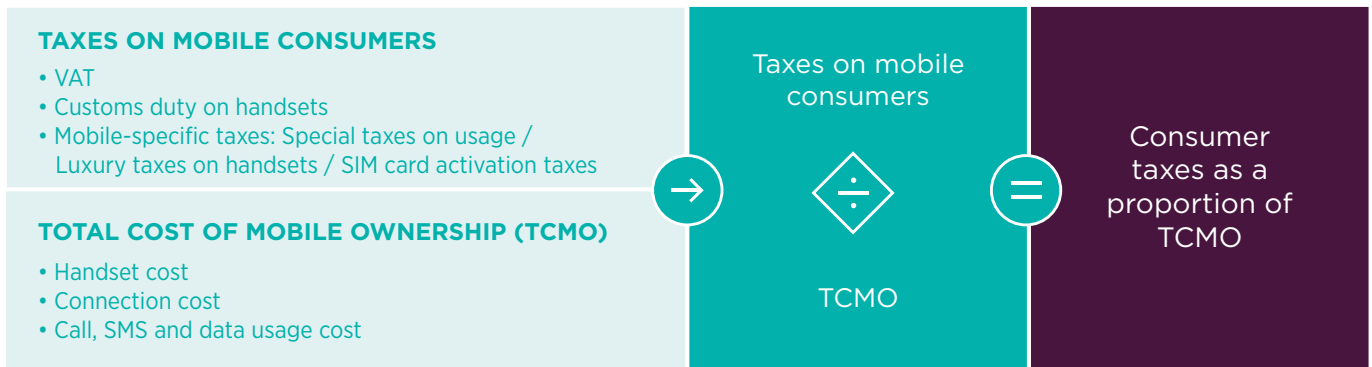 TAXES ON MOBILE CONSUMERS
• VAT
• Customs duty on handsets
• Mobile-specific taxes: Special taxes on usage /
Luxury taxes on handsets / SIM card activation taxes
TOTAL COST OF MOBILE OWNERSHIP (TCMO)
• Handset cost
• Connection cost
• Call, SMS and data usage cost
→
Taxes on mobile
consumers
÷
TCMO
=
Consumer
taxes as a
proportion of
TCMO